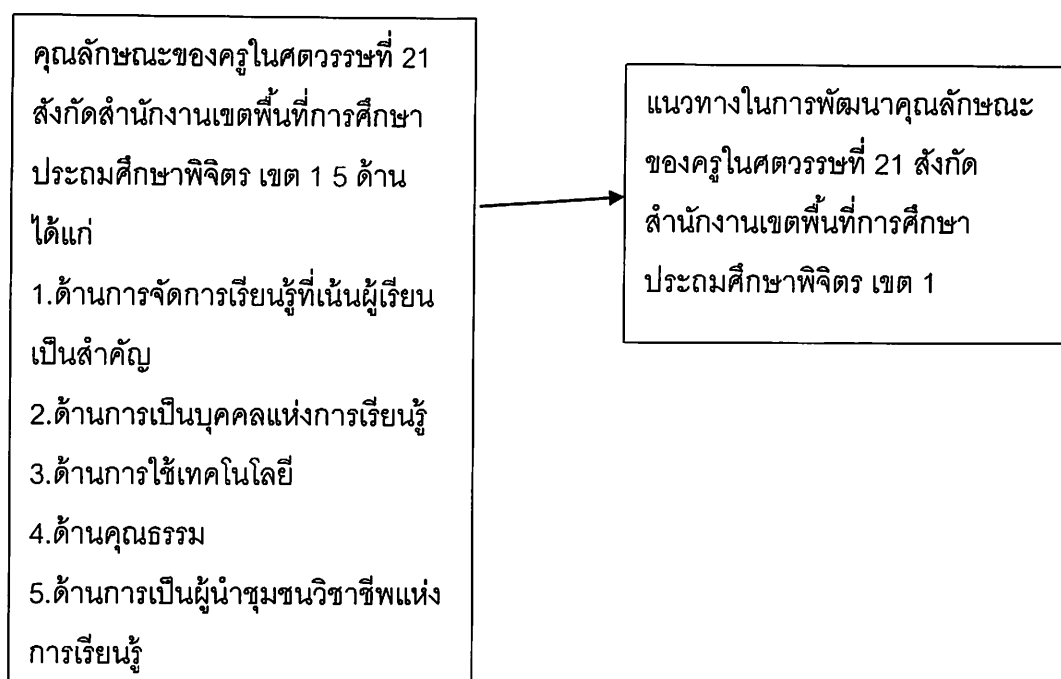 คุณลักษณะของครูในศตวรรษที่ 21
สังกัดสำนักงานเขตพื้นที่การศึกษา
ประถมศึกษาพิจิตร เขต 1 5 ด้าน
ได้แก่
1.ด้านการจัดการเรียนรู้ที่เน้นผู้เรียน
เป็นสำคัญ
2.ด้านการเป็นบุคคลแห่งการเรียนรู้
3.ด้านการใช้เทคโนโลยี
4.ด้านคุณธรรม
5.ด้านการเป็นผู้นำชุมชนวิชาชีพแห่ง
การเรียนรู้
แนวทางในการพัฒนาคุณลักษณะ
ของครูในศตวรรษที่ 21 สังกัด
สำนักงานเขตพื้นที่การศึกษา
ประถมศึกษาพิจิตร เขต 1